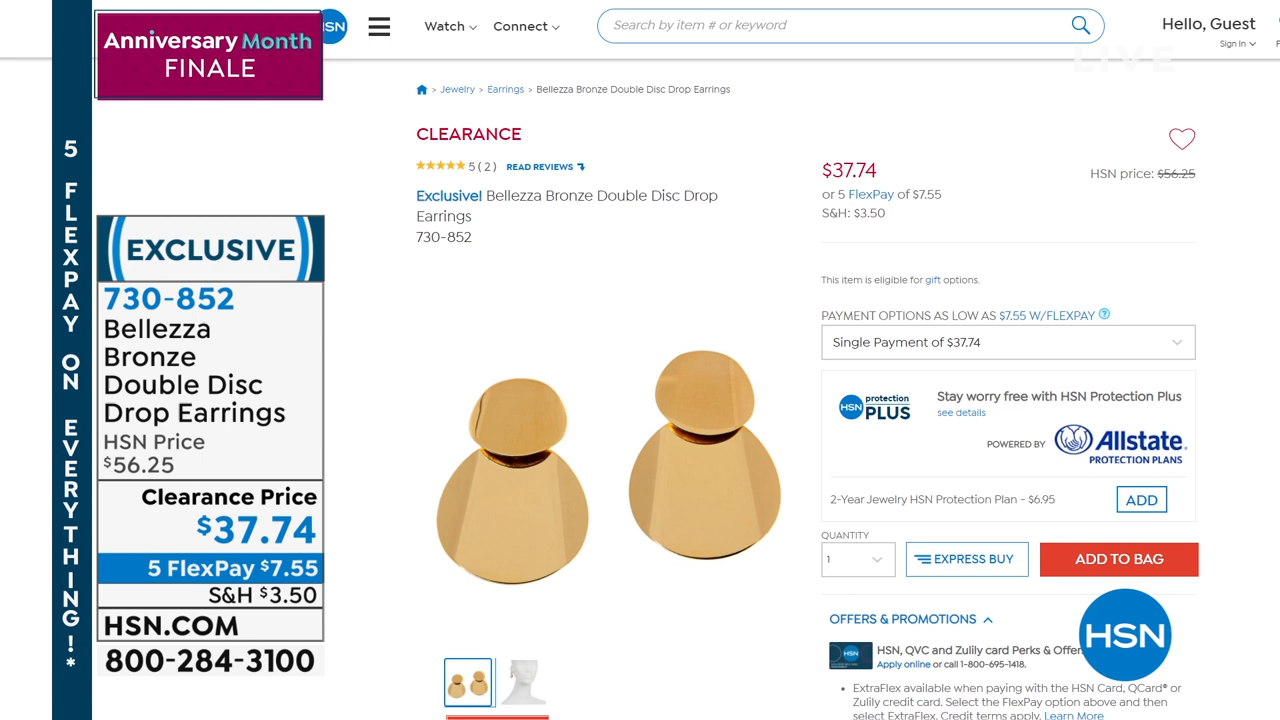 Anniversary Month
FINALE
5 FLEXPAY ON EVERYTHING!*
EXCLUSIVE
730-852
Bellezza
Bronze
Double Disc
Drop Earrings
HSN Price
$56.25
Clearance Price
$37.74
5 FlexPay $7.55
S&H $3.50
HSN.COM
800-284-3100
HSN
Watch
Connect
Search by item # or keyword
Hello, Guest
Sign In
LIVE
> Jewelry > Earrings > Bellezza Bronze Double Disc Drop Earrings
CLEARANCE
5 ( 2 ) READ REVIEWS
Exclusive! Bellezza Bronze Double Disc Drop
Earrings
730-852
$37.74
HSN price: $56.25
or 5 FlexPay of $7.55
S&H: $3.50
This item is eligible for gift options.
PAYMENT OPTIONS AS LOW AS $7.55 W/FLEXPAY ?
Single Payment of $37.74
HSN protection PLUS
Stay worry free with HSN Protection Plus
see details
POWERED BY Allstate.
PROTECTION PLANS
2-Year Jewelry HSN Protection Plan - $6.95
ADD
QUANTITY
1
EXPRESS BUY
ADD TO BAG
OFFERS & PROMOTIONS
HSN, QVC and Zulily card Perks & Offer
Apply online or call 1-800-695-1418.
• ExtraFlex available when paying with the HSN Card, QCard® or
Zulily credit card. Select the FlexPay option above and then
select ExtraFlex. Credit terms apply. Learn More
HSN